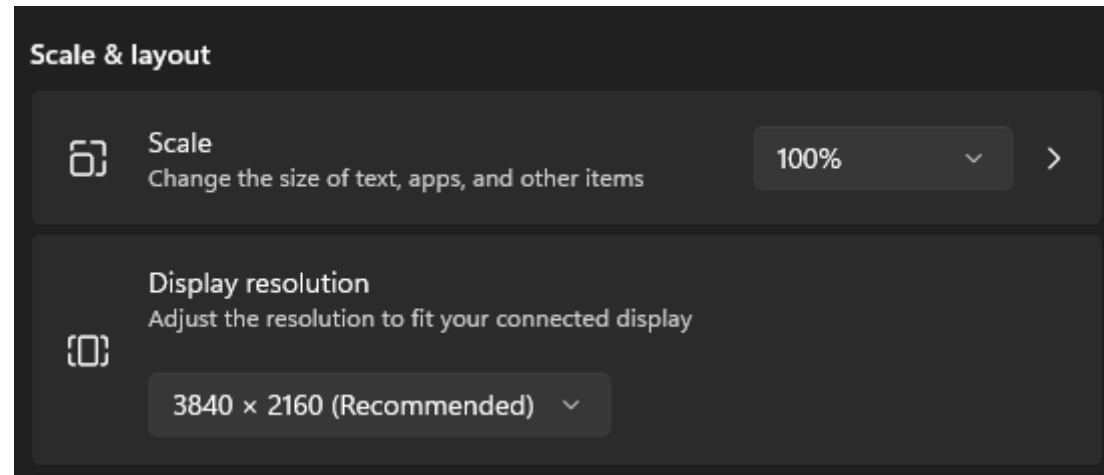 Scale & layout
Scale
Change the size of text, apps, and other items
100%
Display resolution
Adjust the resolution to fit your connected display
3840 × 2160 (Recommended)